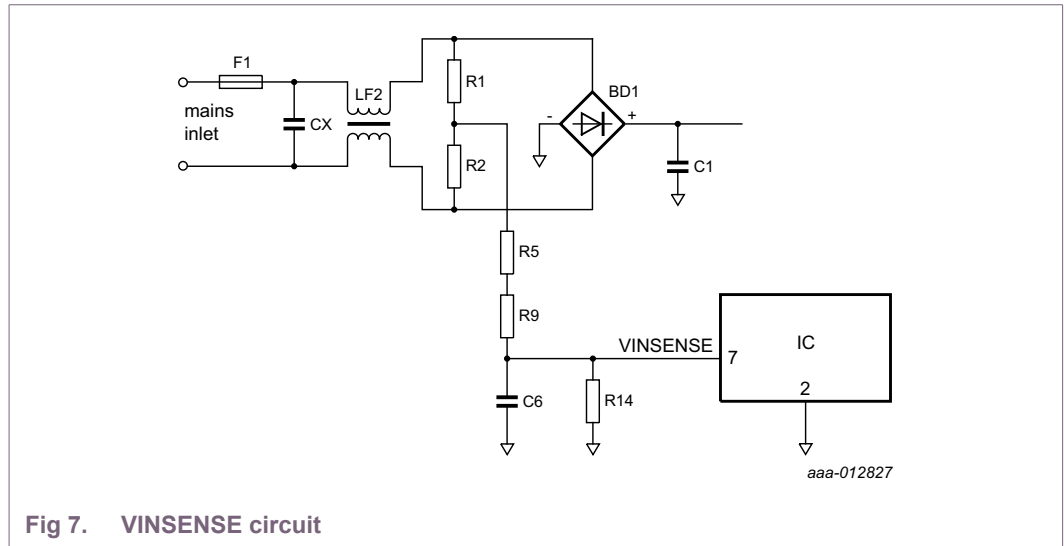 F1
LF2
R1
BD1
mains
inlet
CX
-
+
R2
C1
R5
R9
VINSENSE
7
IC
2
C6
R14
aaa-012827
Fig 7. VINSENSE circuit